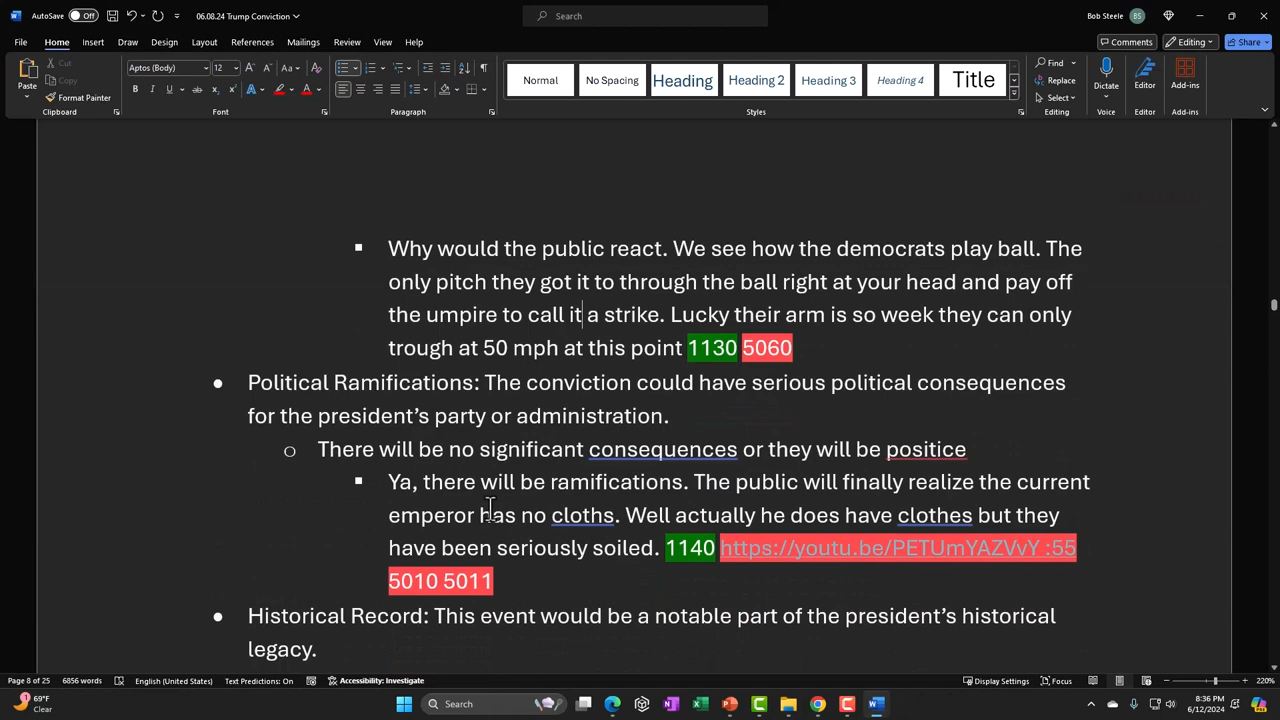 AutoSave Off 06.08.24 Trump Conviction Search Bob Steele BS
File Home Insert Draw Design Layout References Mailings Review View Help Comments Editing Share
Paste Cut Copy Format Painter Aptos (Body) 12 Normal No Spacing Heading Heading 2 Heading 3 Heading 4 Title Find Replace Select Dictate Editor Add-ins
Clipboard Font Paragraph Styles Editing Voice Editor Add-ins
Why would the public react. We see how the democrats play ball. The
only pitch they got it to through the ball right at your head and pay off
the umpire to call it a strike. Lucky their arm is so week they can only
trough at 50 mph at this point 1130 5060
Political Ramifications: The conviction could have serious political consequences
for the president’s party or administration.
There will be no significant consequences or they will be positice
Ya, there will be ramifications. The public will finally realize the current
emperor has no cloths. Well actually he does have clothes but they
have been seriously soiled. 1140 https://youtu.be/PETUmYAZVvY :55
5010 5011
Historical Record: This event would be a notable part of the president’s historical
legacy.
Page 8 of 25 6856 words English (United States) Text Predictions: On Accessibility: Investigate Display Settings Focus 220%
69°F Clear Search 8:36 PM 6/12/2024